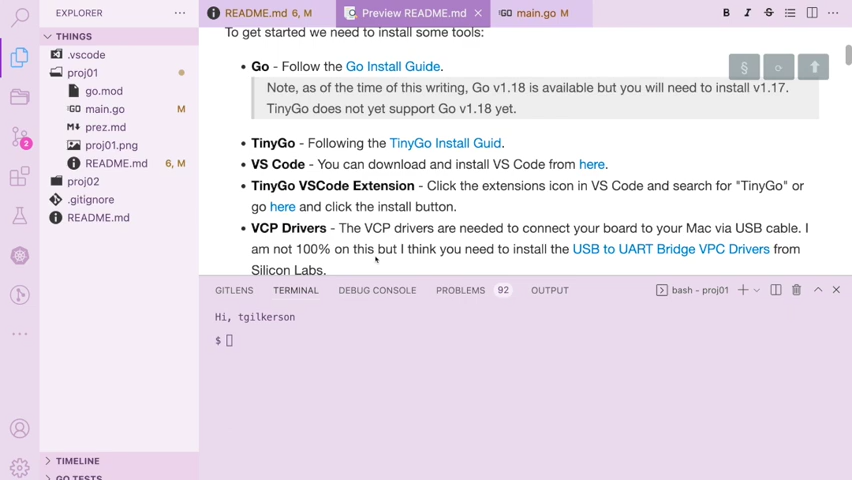 EXPLORER
README.md 6, M
Preview README.md
main.go M
THINGS
.vscode
proj01
go.mod
main.go M
prez.md
proj01.png
README.md 6, M
proj02
.gitignore
README.md
2
TIMELINE
GO TESTS
To get started we need to install some tools:
Go - Follow the Go Install Guide.
Note, as of the time of this writing, Go v1.18 is available but you will need to install v1.17.
TinyGo does not yet support Go v1.18 yet.
TinyGo - Following the TinyGo Install Guid.
VS Code - You can download and install VS Code from here.
TinyGo VSCode Extension - Click the extensions icon in VS Code and search for "TinyGo" or
go here and click the install button.
VCP Drivers - The VCP drivers are needed to connect your board to your Mac via USB cable. I
am not 100% on this but I think you need to install the USB to UART Bridge VPC Drivers from
Silicon Labs.
GITLENS TERMINAL DEBUG CONSOLE PROBLEMS 92 OUTPUT
bash - proj01
Hi, tgilkerson
$